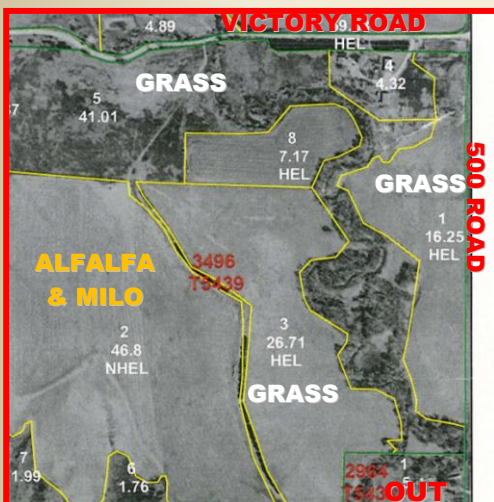 VICTORY ROAD
4.89
HEL
4
4.32
GRASS
5
41.01
8
7.17
HEL
GRASS
500 ROAD
1
16.25
HEL
ALFALFA
& MILO
3496
T5439
2
46.8
NHEL
3
26.71
HEL
GRASS
7
1.99
6
1.76
1
OUT